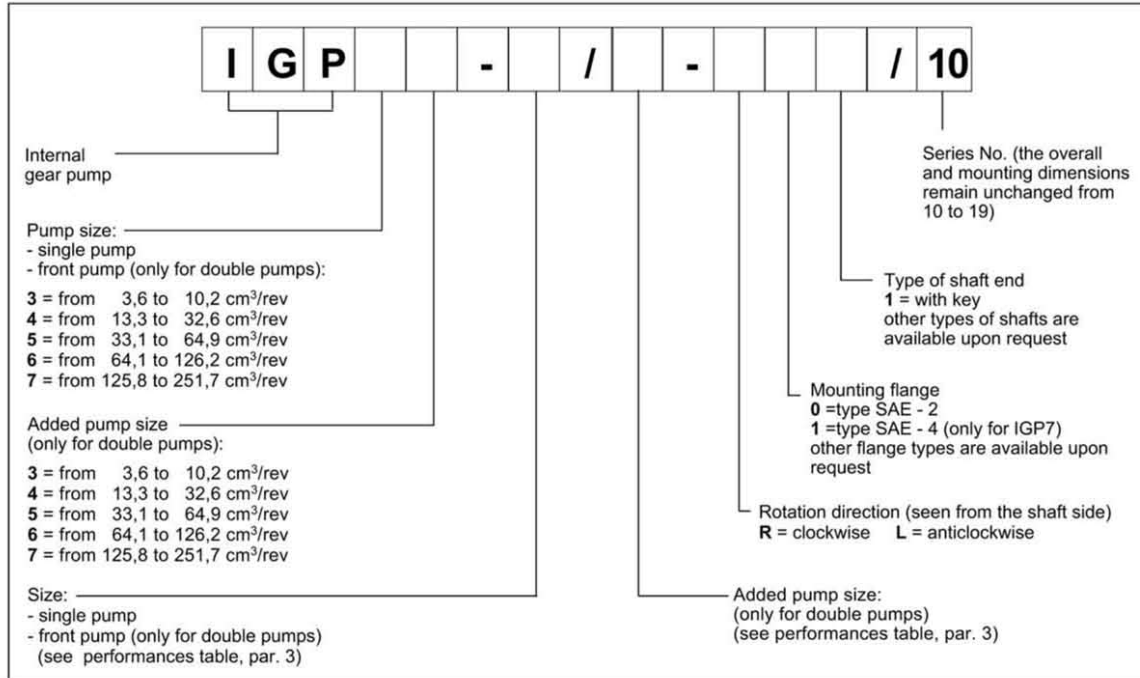 I G P - / - / 10
Internal
gear pump
Pump size:
- single pump
- front pump (only for double pumps):
3 = from 3,6 to 10,2 cm³/rev
4 = from 13,3 to 32,6 cm³/rev
5 = from 33,1 to 64,9 cm³/rev
6 = from 64,1 to 126,2 cm³/rev
7 = from 125,8 to 251,7 cm³/rev
Added pump size
(only for double pumps):
3 = from 3,6 to 10,2 cm³/rev
4 = from 13,3 to 32,6 cm³/rev
5 = from 33,1 to 64,9 cm³/rev
6 = from 64,1 to 126,2 cm³/rev
7 = from 125,8 to 251,7 cm³/rev
Size:
- single pump
- front pump (only for double pumps)
(see performances table, par. 3)
Series No. (the overall
and mounting dimensions
remain unchanged from
10 to 19)
Type of shaft end
1 = with key
other types of shafts are
available upon request
Mounting flange
0 =type SAE - 2
1 =type SAE - 4 (only for IGP7)
other flange types are available upon
request
Rotation direction (seen from the shaft side)
R = clockwise L = anticlockwise
Added pump size:
(only for double pumps)
(see performances table, par. 3)